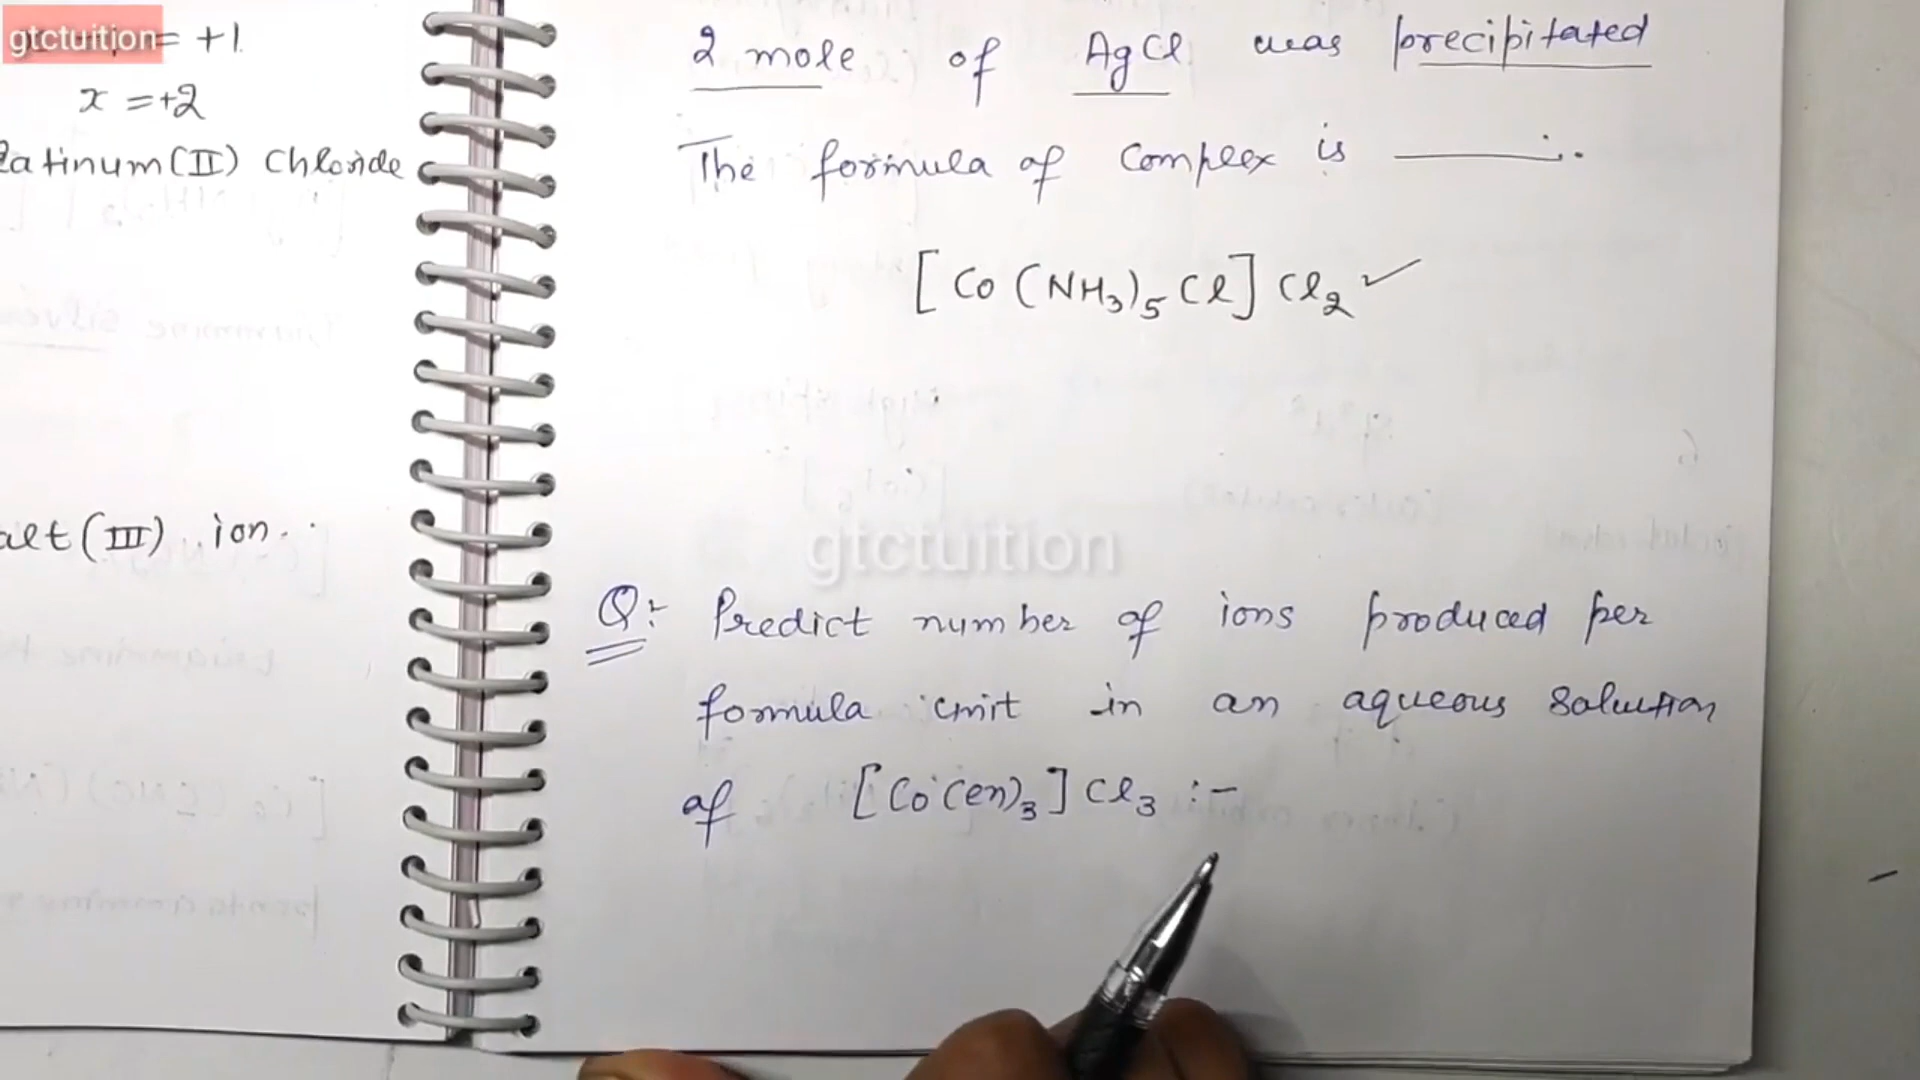 gtctuition
= +1
x = +2
latinum(II) Chloride
alt(III) ion.
2 mole of AgCl was precipitated
The formula of Complex is ______.
[Co(NH3)5Cl]Cl2 ✓
gtctuition
Q:- Predict number of ions produced per
formula unit in an aqueous solution
of [Co(en)3]Cl3 :-